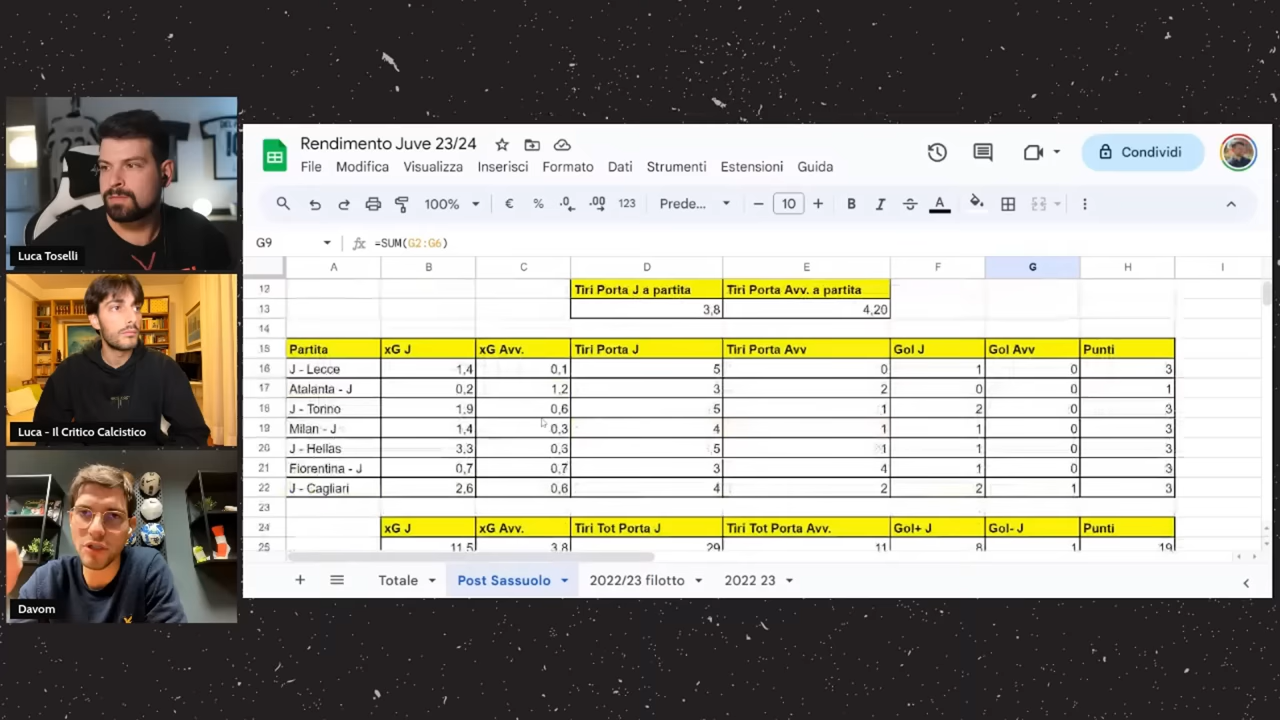 Luca Toselli
Luca - Il Critico Calcistico
Davom
Rendimento Juve 23/24
File Modifica Visualizza Inserisci Formato Dati Strumenti Estensioni Guida
Condividi
100% € % .0 .00 123 Prede... − 10 + B I S A
G9 fx =SUM(G2:G6)
A B C D E F G H I
12 Tiri Porta J a partita Tiri Porta Avv. a partita
13 3,8 4,20
14
15 Partita xG J xG Avv. Tiri Porta J Tiri Porta Avv Gol J Gol Avv Punti
16 J - Lecce 1,4 0,1 5 0 1 0 3
17 Atalanta - J 0,2 1,2 3 2 0 0 1
18 J - Torino 1,9 0,6 5 1 2 0 3
19 Milan - J 1,4 0,3 4 1 1 0 3
20 J - Hellas 3,3 0,3 5 1 1 0 3
21 Fiorentina - J 0,7 0,7 3 4 1 0 3
22 J - Cagliari 2,6 0,6 4 2 2 1 3
23
24 xG J xG Avv. Tiri Tot Porta J Tiri Tot Porta Avv. Gol+ J Gol- J Punti
25 11,5 3,8 29 11 8 1 19
+ Totale Post Sassuolo 2022/23 filotto 2022 23